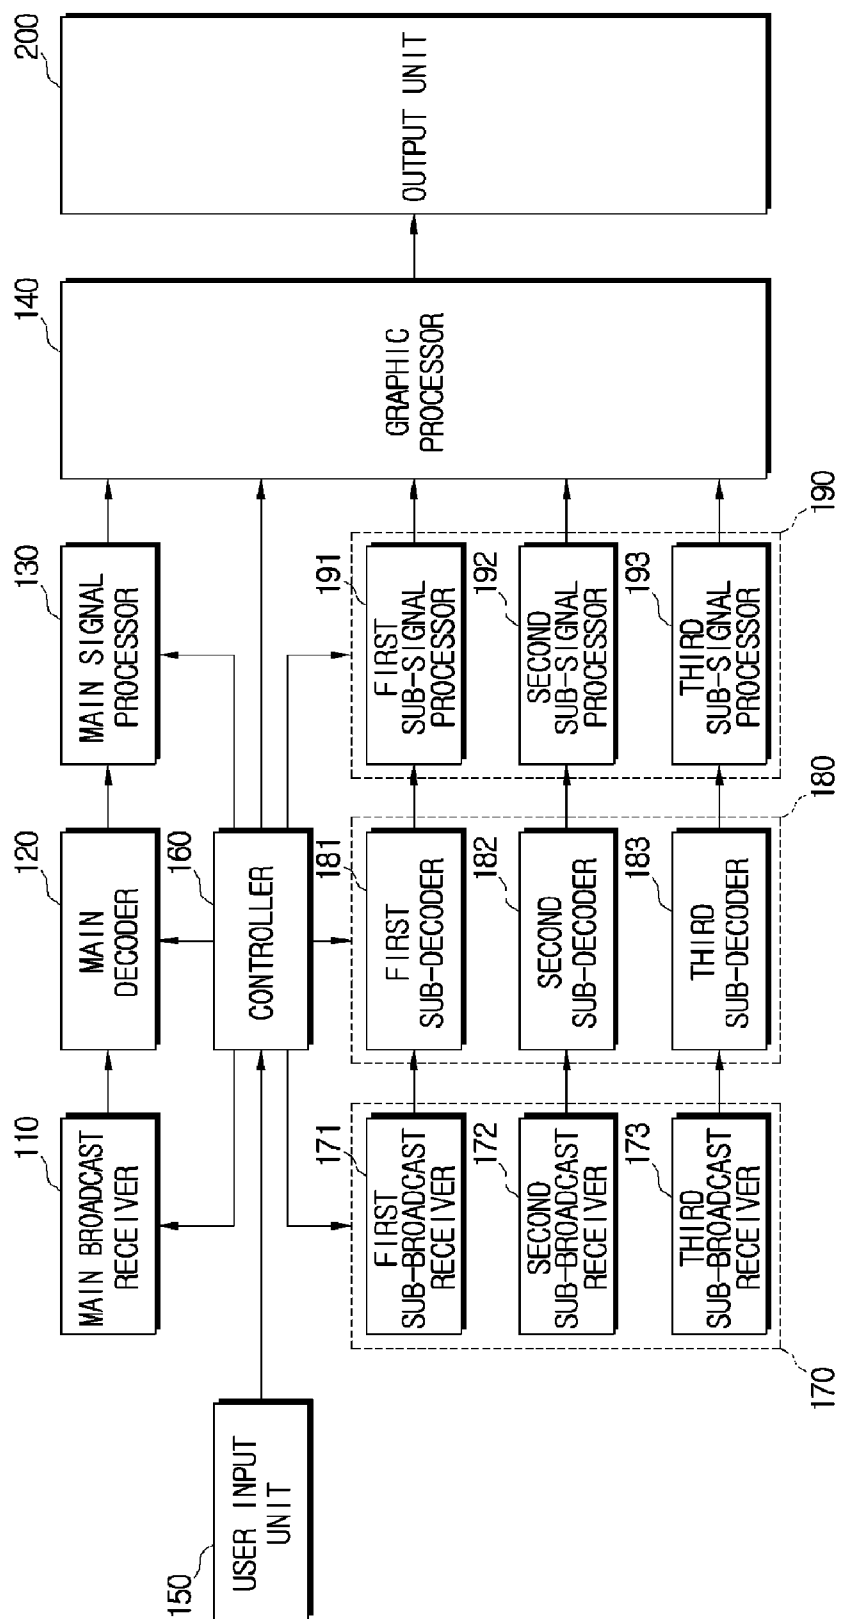 110
MAIN BROADCAST
RECEIVER
120
MAIN
DECODER
130
MAIN SIGNAL
PROCESSOR
140
GRAPHIC
PROCESSOR
200
OUTPUT UNIT
150
USER INPUT
UNIT
160
CONTROLLER
171
FIRST
SUB-BROADCAST
RECEIVER
181
FIRST
SUB-DECODER
191
FIRST
SUB-SIGNAL
PROCESSOR
172
SECOND
SUB-BROADCAST
RECEIVER
182
SECOND
SUB-DECODER
192
SECOND
SUB-SIGNAL
PROCESSOR
173
THIRD
SUB-BROADCAST
RECEIVER
183
THIRD
SUB-DECODER
193
THIRD
SUB-SIGNAL
PROCESSOR
170
180
190